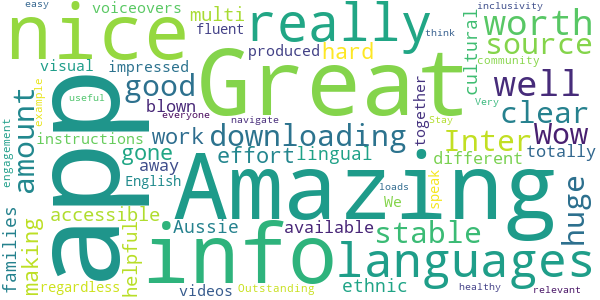 easy
voiceovers
multi
inclusivity
nice
really
worth
fluent
think
cultural
source
produced
hard
visual
impressed
Great
community
app
good
well
useful
blown
example
amount
everyone
navigate
together
Very
Stay
clear
instructions
work
downloading
Inter
Wow
engagement
gone
effort
lingual
different
totally
away
English
Amazing
speak
We
loads
huge
families
making
accessible
helpful
Aussie
available
stable
info
languages
regardless
videos
Outstanding
ethnic
healthy
relevant